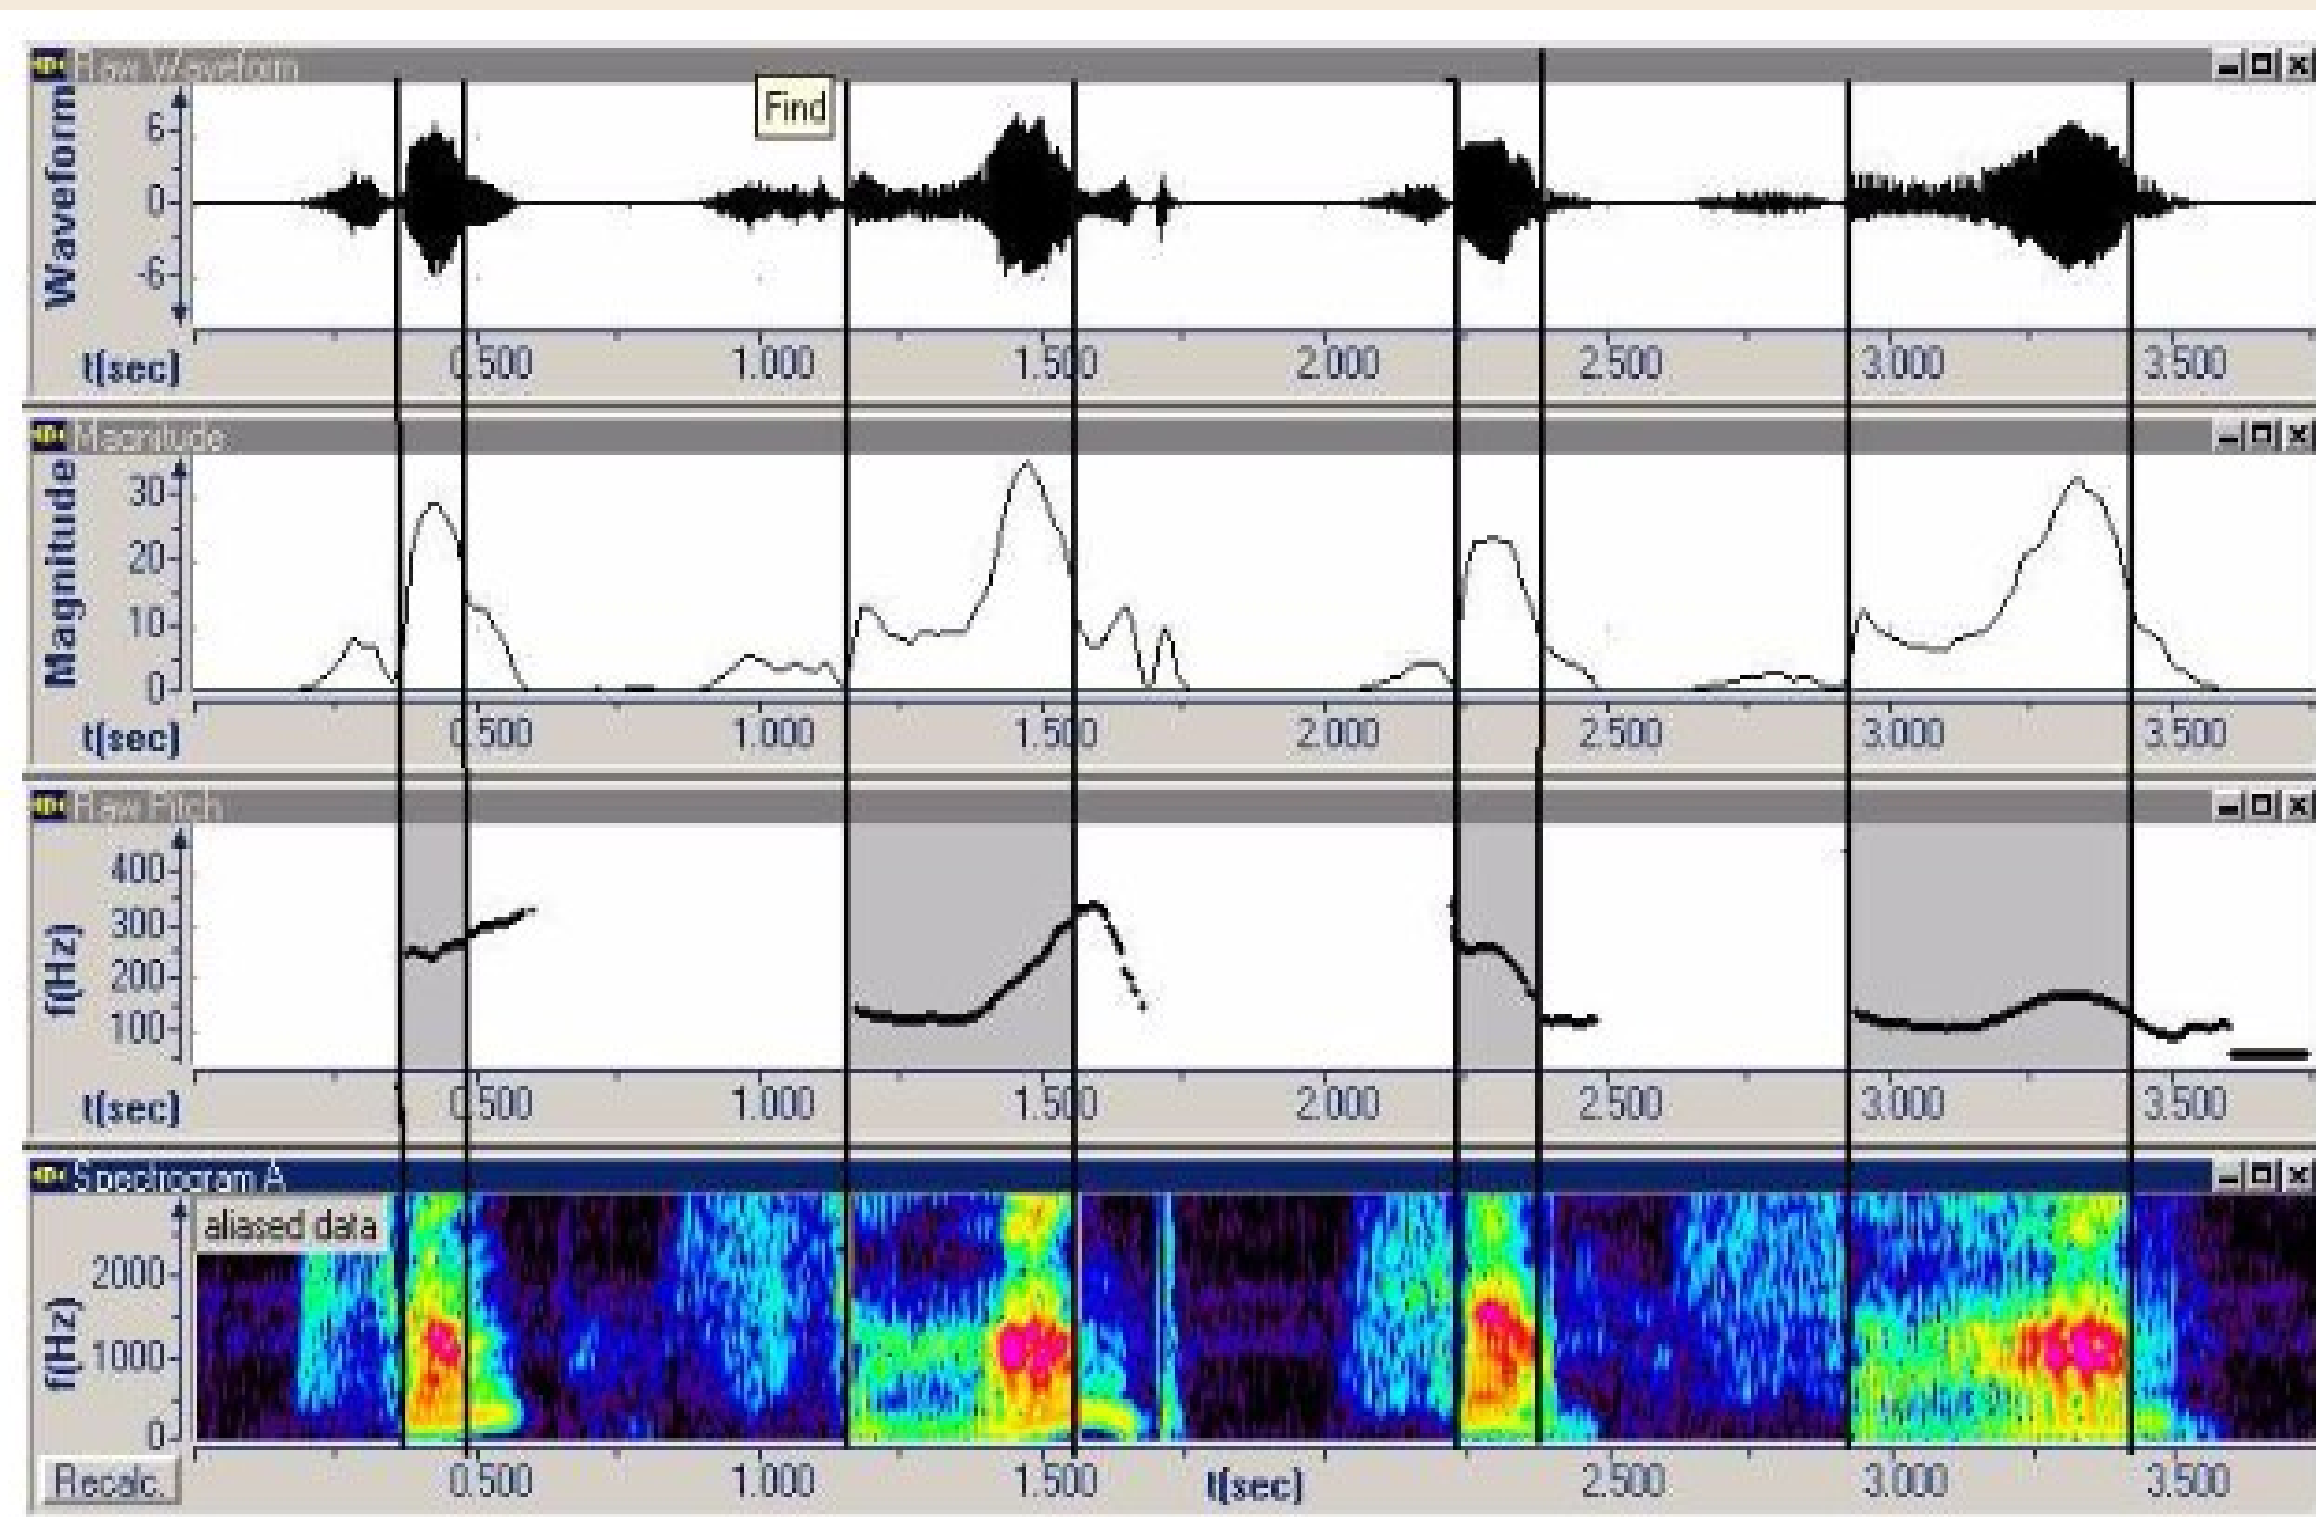 Raw Waveform
Find
Waveform
6
0
-6
t(sec)
0.500 1.000 1.500 2.000 2.500 3.000 3.500
Magnitude
Magnitude
30
20
10
0
t(sec)
0.500 1.000 1.500 2.000 2.500 3.000 3.500
Raw Pitch
f(Hz)
400
300
200
100
t(sec)
0.500 1.000 1.500 2.000 2.500 3.000 3.500
Spectrogram A
aliased data
f(Hz)
2000
1000
0
Recalc.
0.500 1.000 1.500 t(sec) 2.500 3.000 3.500